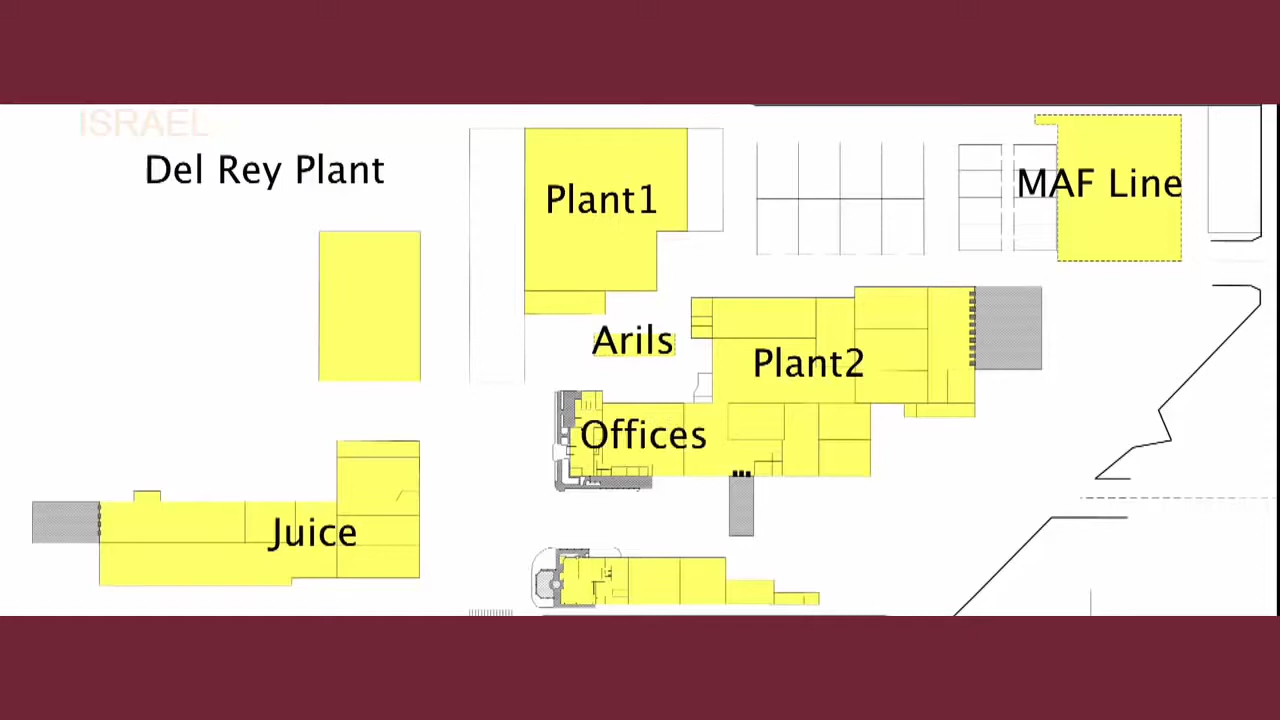 ISRAEL
Del Rey Plant
Plant1
MAF Line
Arils
Plant2
Offices
Juice